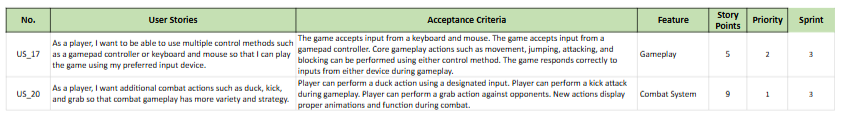 No. User Stories Acceptance Criteria Feature Story Points Priority Sprint
US_17
As a player, I want to be able to use multiple control methods such
as a gamepad controller or keyboard and mouse so that I can play
the game using my preferred input device.
The game accepts input from a keyboard and mouse. The game accepts input from a
gamepad controller. Core gameplay actions such as movement, jumping, attacking, and
blocking can be performed using either control method. The game responds correctly to
inputs from either device during gameplay.
Gameplay
5
2
3
US_20
As a player, I want additional combat actions such as duck, kick,
and grab so that combat gameplay has more variety and strategy.
Player can perform a duck action using a designated input. Player can perform a kick attack
during gameplay. Player can perform a grab action against opponents. New actions display
proper animations and function during combat.
Combat System
9
1
3